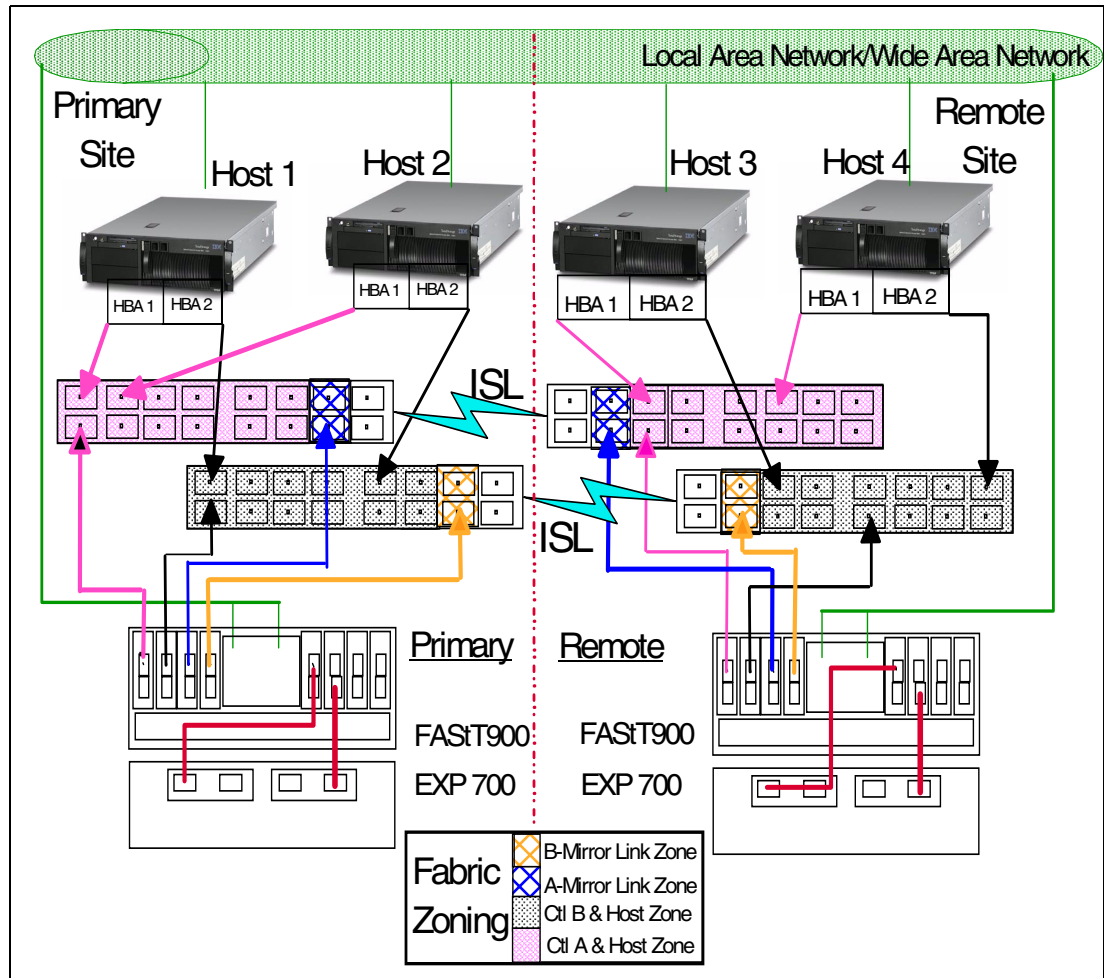 Local Area Network/Wide Area Network
Primary
Site
Remote
Site
Host 1
Host 2
Host 3
Host 4
HBA 1
HBA 2
HBA 1
HBA 2
HBA 1
HBA 2
HBA 1
HBA 2
ISL
ISL
Primary
Remote
FAStT900
FAStT900
EXP 700
EXP 700
Fabric
Zoning
B-Mirror Link Zone
A-Mirror Link Zone
Ctl B & Host Zone
Ctl A & Host Zone